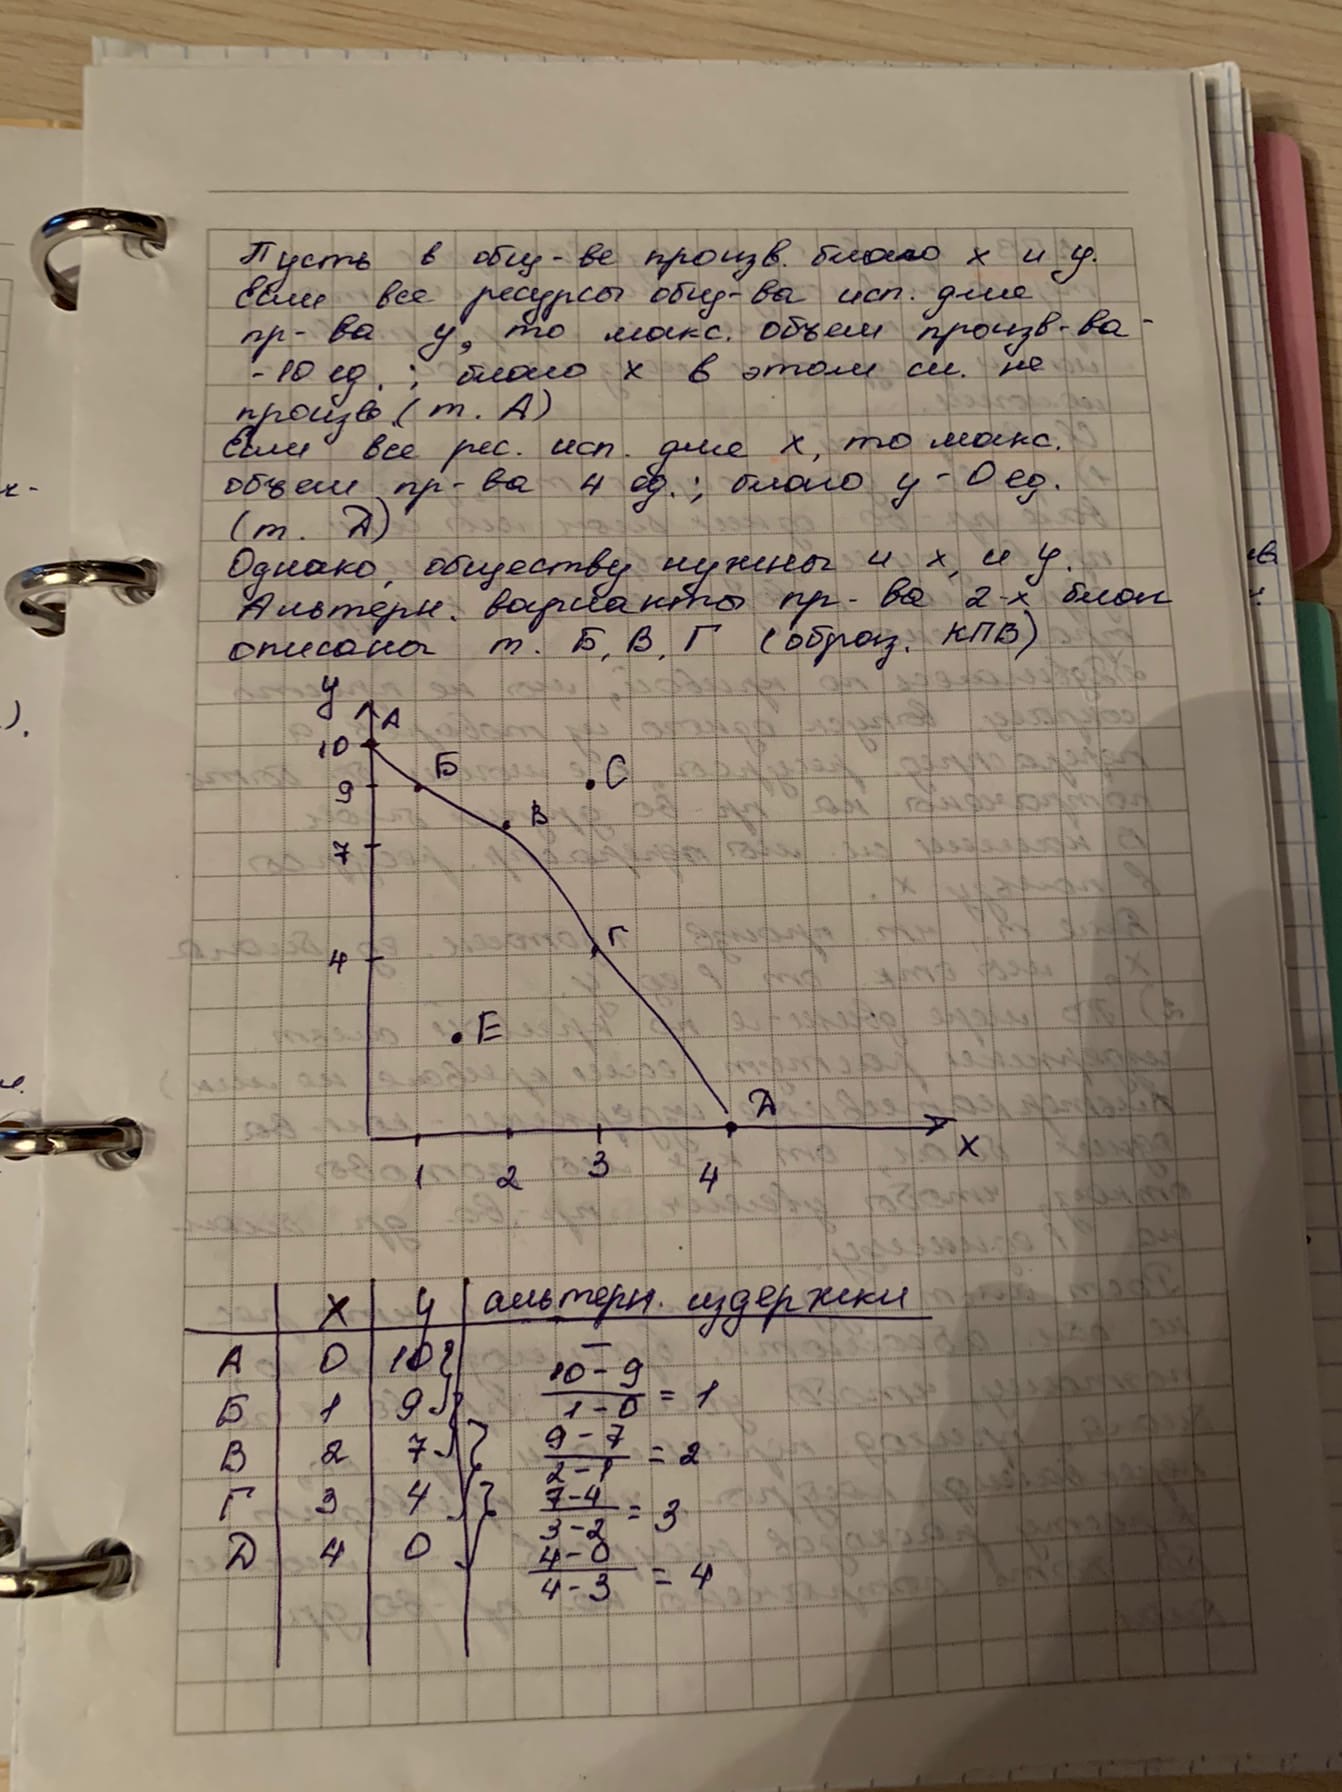 Пусть в общ-ве произв. благо х и у.
Если все ресурсы общ-ва исп. для
пр-ва у, то макс. объем произв-ва -
- 10 ед. ; благо х в этом сл. не
произв. (т. А)
Если все рес. исп. для х, то макс.
объем пр-ва 4 ед. ; благо у - 0 ед.
(т. Д)
Однако, обществу нужны и х, и у.
Альтерн. варианты пр-ва 2-х благ
описаны т. Б, В, Г (образ. КПВ)
у
А
10
Б
9
С
В
7
Г
4
Е
Д
х
1 2 3 4
х у альтерн. издержки
А 0 10 —
Б 1 9 10-9 / 1-0 = 1
В 2 7 9-7 / 2-1 = 2
Г 3 4 7-4 / 3-2 = 3
Д 4 0 4-0 / 4-3 = 4